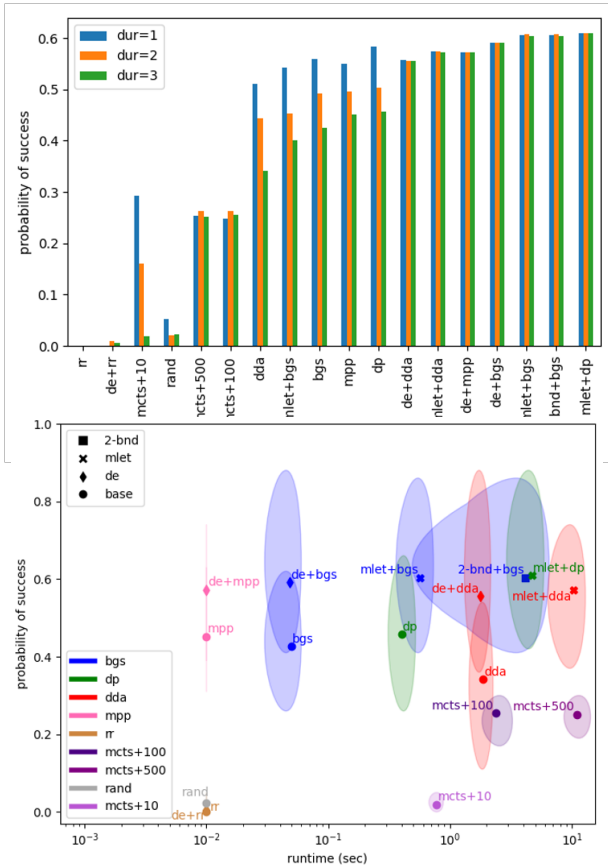 0.6
0.5
0.4
0.3
0.2
0.1
0.0
probability of success
dur=1
dur=2
dur=3
rr
de+rr
mcts+10
rand
mcts+500
mcts+100
dda
mlet+bgs
bgs
mpp
dp
de+dda
mlet+dda
de+mpp
de+bgs
mlet+bgs
bnd+bgs
mlet+dp
1.0
0.8
0.6
0.4
0.2
0.0
probability of success
2-bnd
mlet
de
base
de+mpp
mpp
de+bgs
bgs
mlet+bgs
2-bnd+bgs
mlet+dp
de+dda
mlet+dda
dp
dda
mcts+100
mcts+500
mcts+10
rand
rr
de+rr
bgs
dp
dda
mpp
rr
mcts+100
mcts+500
rand
mcts+10
10⁻³
10⁻²
10⁻¹
10⁰
10¹
runtime (sec)